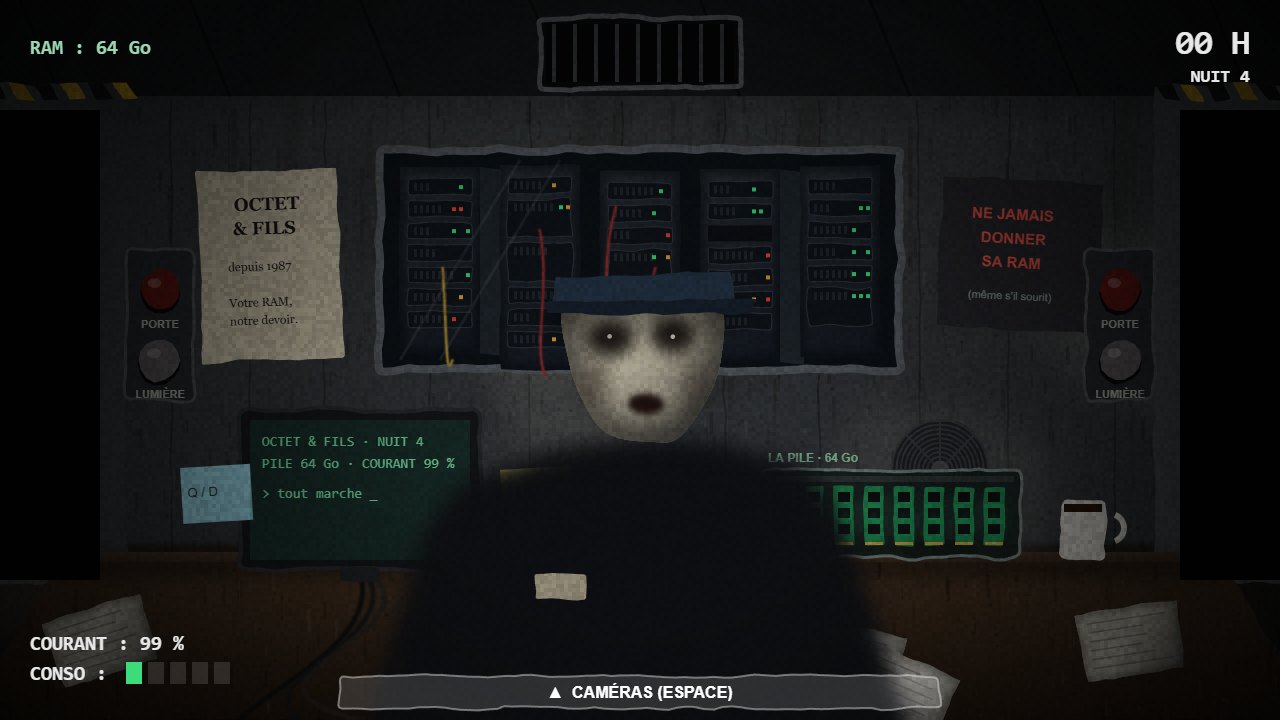 RAM : 64 Go
00 H
NUIT 4
OCTET
& FILS
depuis 1987
Votre RAM,
notre devoir.
NE JAMAIS
DONNER
SA RAM
(même s'il sourit)
PORTE
LUMIÈRE
PORTE
LUMIÈRE
OCTET & FILS · NUIT 4
PILE 64 Go · COURANT 99 %
> tout marche _
Q / D
LA PILE · 64 Go
COURANT : 99 %
CONSO :
▲ CAMÉRAS (ESPACE)